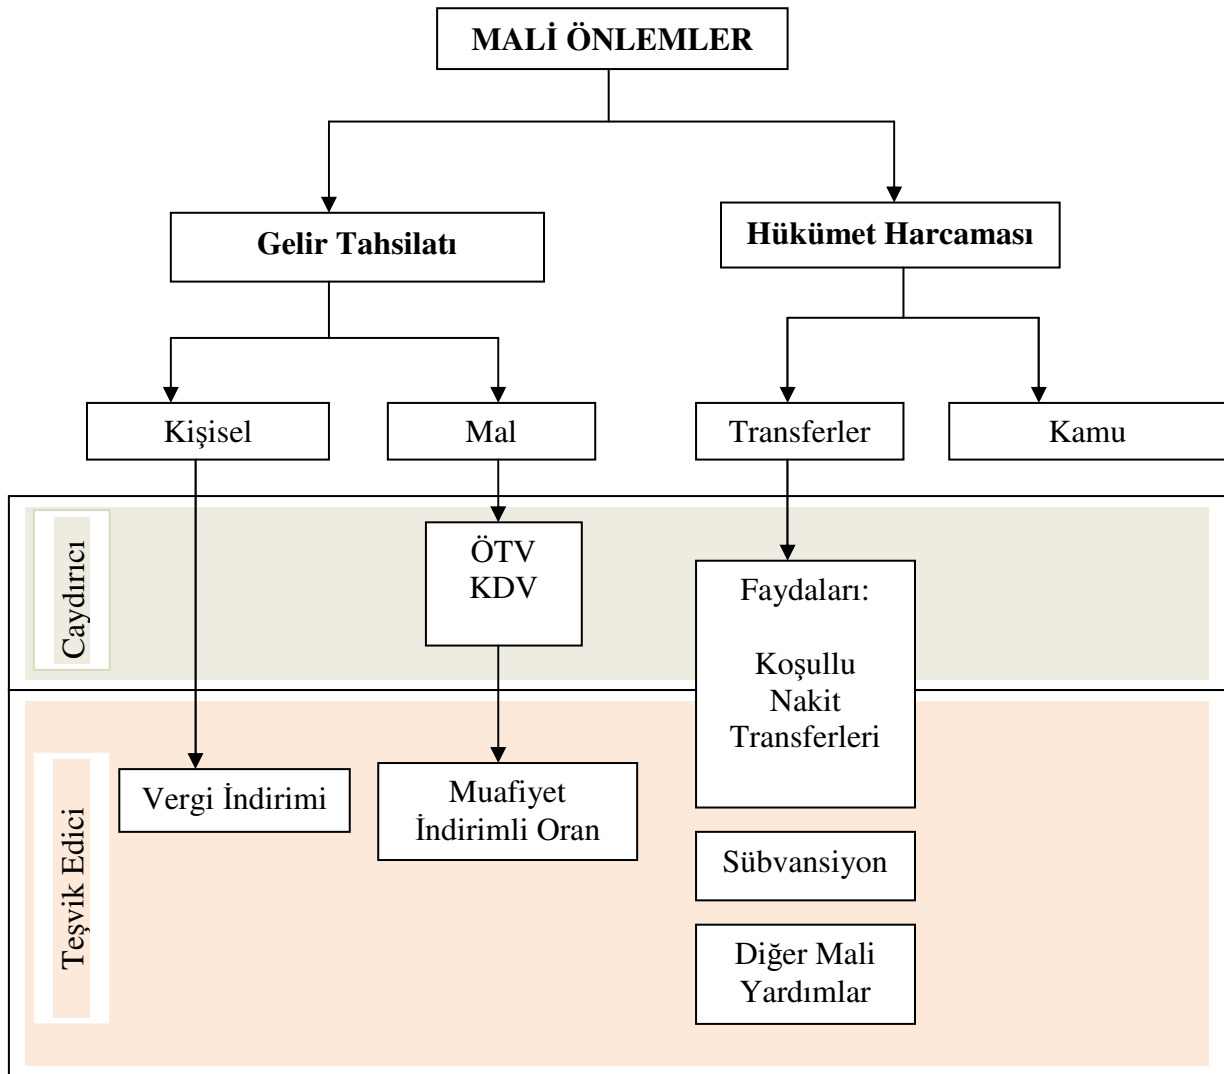 MALİ ÖNLEMLER
Gelir Tahsilatı
Hükümet Harcaması
Kişisel
Mal
Transferler
Kamu
Caydırıcı
ÖTV
KDV
Faydaları:
Koşullu
Nakit
Transferleri
Teşvik Edici
Vergi İndirimi
Muafiyet
İndirimli Oran
Sübvansiyon
Diğer Mali
Yardımlar